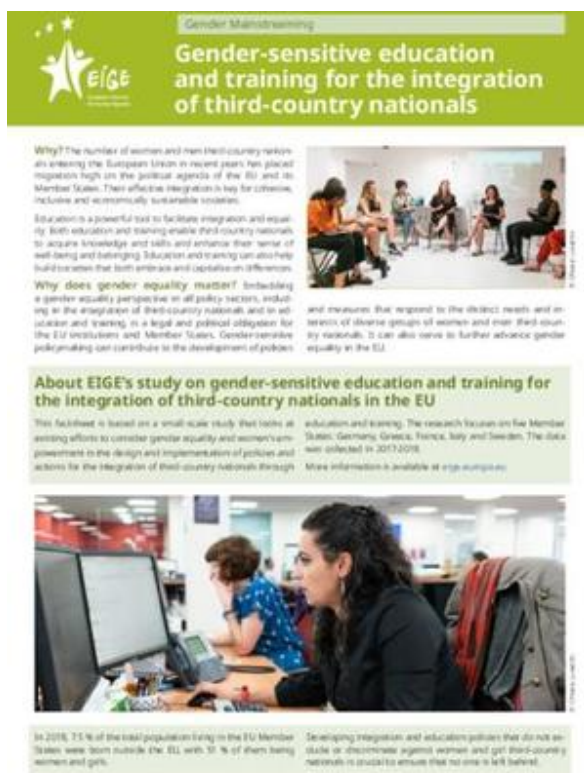 Gender Mainstreaming
EIGE
Gender-sensitive education
and training for the integration
of third-country nationals
Why? The number of women and men third-country nation-
als entering the European Union in recent years has placed
migration high on the political agenda of the EU and its
Member States. Their effective integration is key for cohesive,
inclusive and economically sustainable societies.
Education is a powerful tool to facilitate integration and equal-
ity. Both education and training enable third-country nationals
to acquire knowledge and skills and enhance their sense of
well-being and belonging. Education and training can also help
build societies that both embrace and capitalise on differences.
Why does gender equality matter? Embedding
a gender equality perspective in all policy sectors, includ-
ing in the integration of third-country nationals and in ed-
ucation and training, is a legal and political obligation for
the EU institutions and Member States. Gender-sensitive
policymaking can contribute to the development of policies
and measures that respond to the distinct needs and in-
terests of diverse groups of women and men third-coun-
try nationals. It can also serve to further advance gender
equality in the EU.
About EIGE's study on gender-sensitive education and training for
the integration of third-country nationals in the EU
This factsheet is based on a small-scale study that looks at
existing efforts to consider gender equality and women's em-
powerment in the design and implementation of policies and
actions for the integration of third-country nationals through
education and training. The research focuses on five Member
States: Germany, Greece, France, Italy and Sweden. The data
was collected in 2017-2018.
More information is available at eige.europa.eu
In 2018, 7.5 % of the total population living in the EU Member
States were born outside the EU, with 51 % of them being
women and girls.
Developing integration and education policies that do not ex-
clude or discriminate against women and girl third-country
nationals is crucial to ensure that no one is left behind.